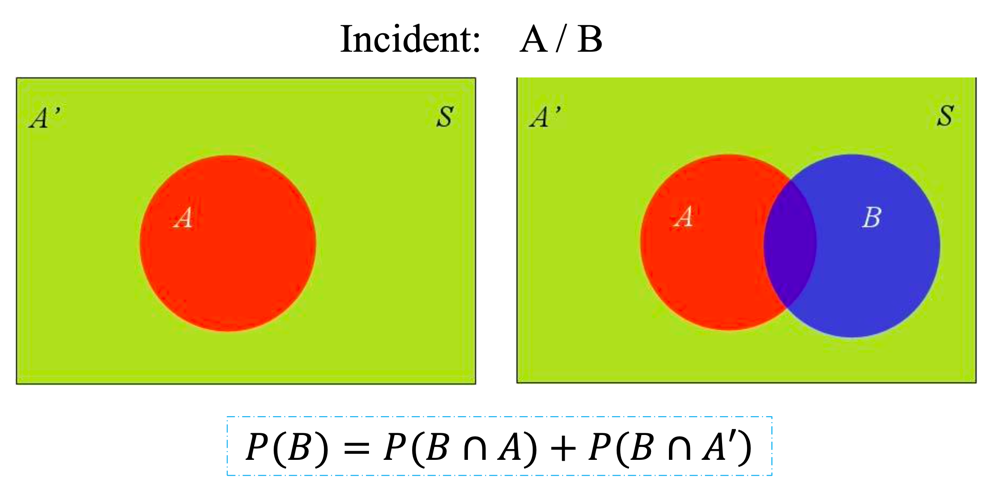 Incident: A / B
A’ S
A
A’ S
A B
P(B) = P(B ∩ A) + P(B ∩ A′)